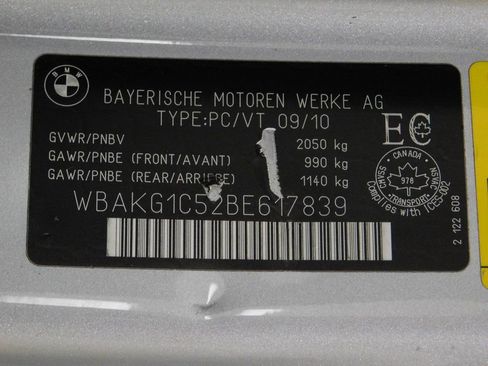 BMW
BAYERISCHE MOTOREN WERKE AG
TYPE:PC/VT 09/10
GVWR/PNBV 2050 kg
GAWR/PNBE (FRONT/AVANT) 990 kg
GAWR/PNBE (REAR/ARRIERE) 1140 kg
WBAKG1C52BE617839
EC
CANADA
978
TRANSPORT
CMVSS
NSVAC
Complies with ICES-002
2 122 608